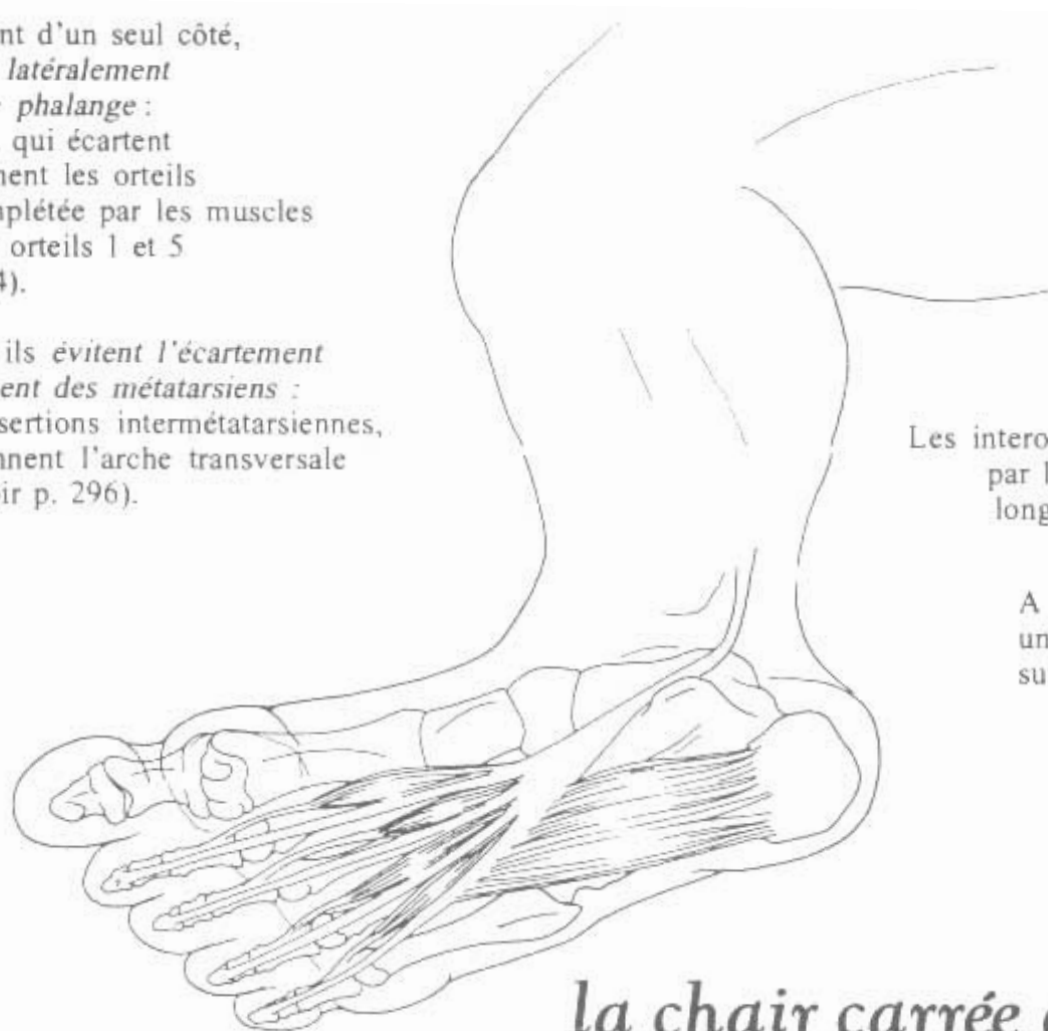 nt d'un seul côté,
latéralement
phalange :
qui écartent
nent les orteils
nplétée par les muscles
orteils 1 et 5
4).
ils évitent l'écartement
ent des métatarsiens :
sertions intermétatarsiennes,
nnent l'arche transversale
ir p. 296).
Les intero
par l
long
A
un
su
la chair carrée